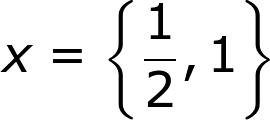 x = {1/2, 1}